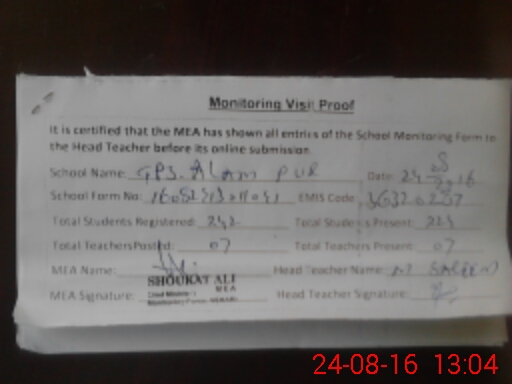 Monitoring Visit Proof
It is certified that the MEA has shown all entries of the School Monitoring Form to
the Head Teacher before its online submission.
School Name: GPS. ALAM PUR Date: 24
School Form No: EMIS Code: 36320287
Total Students Registered: 242 Total Students Present:
Total Teachers Posted: 07 Total Teachers Present: 07
MEA Name: Head Teacher Name:
SHOUKAT ALI
MEA
MEA Signature: Head Teacher Signature:
24-08-16 13:04